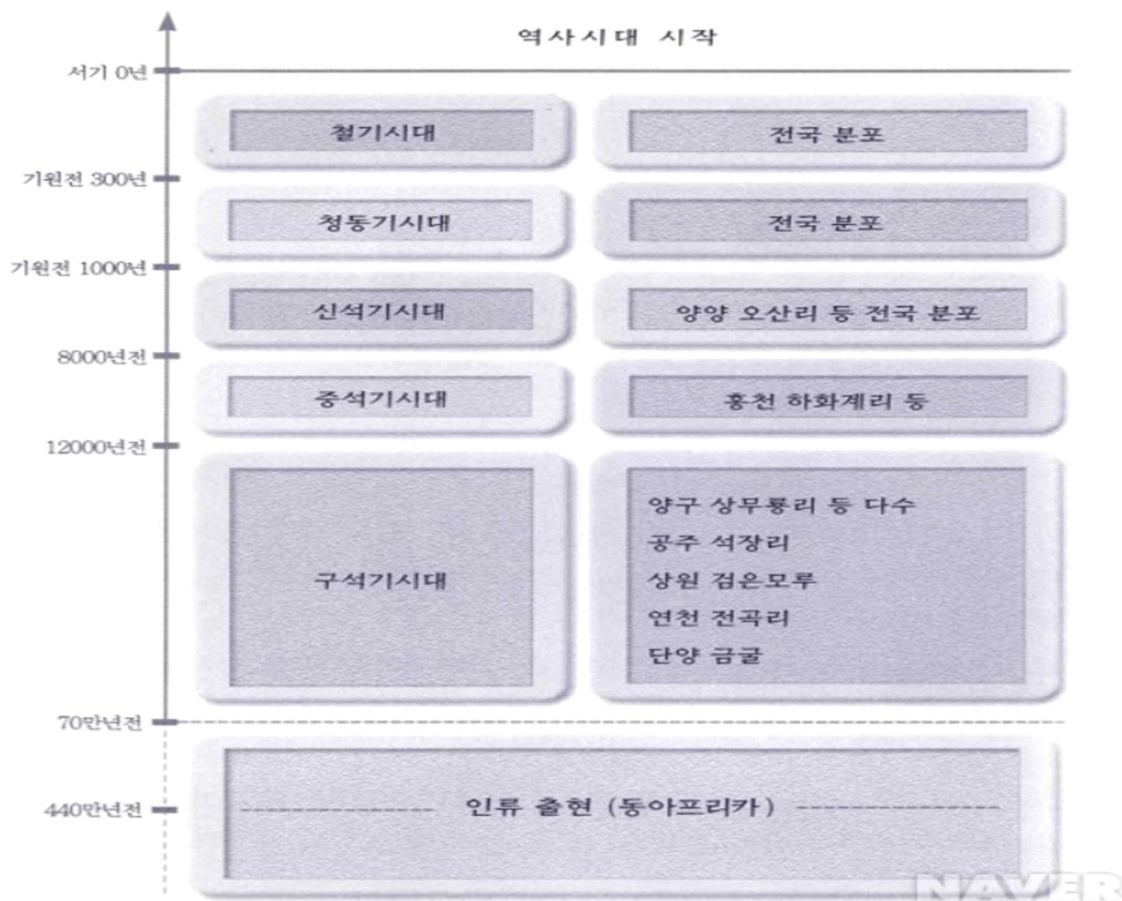 역사시대 시작
서기 0년
철기시대
전국 분포
기원전 300년
청동기시대
전국 분포
기원전 1000년
신석기시대
양양 오산리 등 전국 분포
8000년전
중석기시대
홍천 하화계리 등
12000년전
구석기시대
양구 상무룡리 등 다수
공주 석장리
상원 검은모루
연천 전곡리
단양 금굴
70만년전
440만년전
인류 출현 (동아프리카)
NAVER